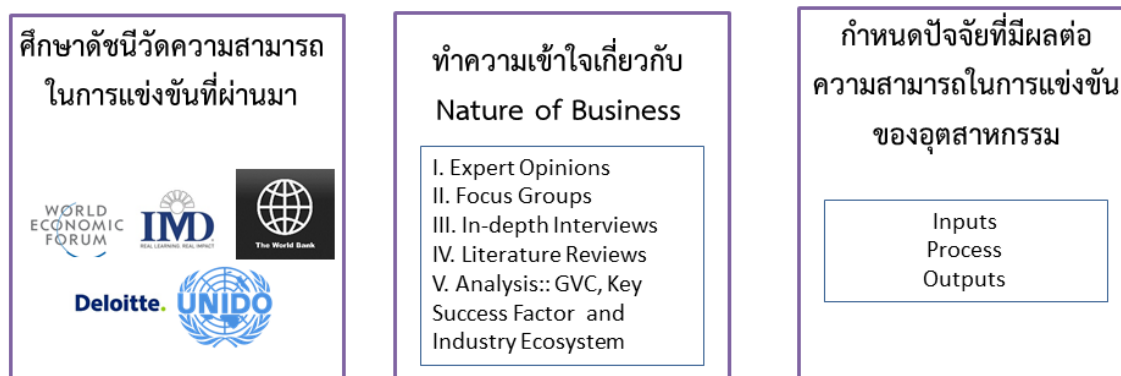 ศึกษาดัชนีวัดความสามารถ
ในการแข่งขันที่ผ่านมา
WORLD
ECONOMIC
FORUM
IMD
REAL LEARNING. REAL IMPACT
The World Bank
Deloitte.
UNIDO
ทำความเข้าใจเกี่ยวกับ
Nature of Business
I. Expert Opinions
II. Focus Groups
III. In-depth Interviews
IV. Literature Reviews
V. Analysis:: GVC, Key
Success Factor and
Industry Ecosystem
กำหนดปัจจัยที่มีผลต่อ
ความสามารถในการแข่งขัน
ของอุตสาหกรรม
Inputs
Process
Outputs